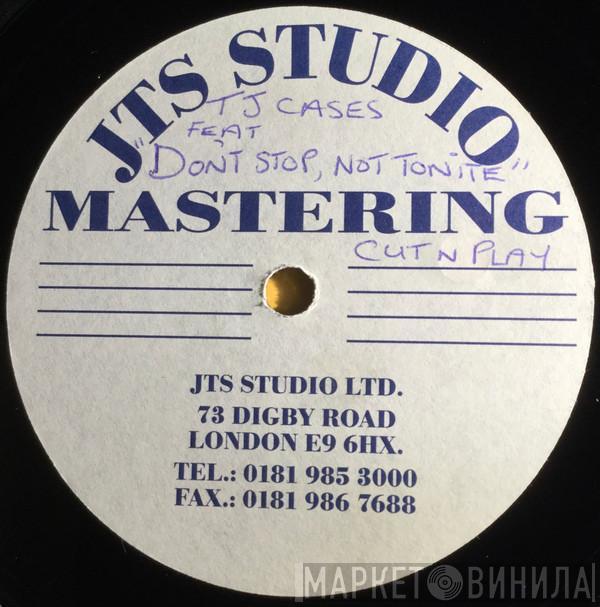 JTS STUDIO
TJ CASES
FEAT
"DONT STOP, NOT TONITE"
MASTERING
CUT N PLAY
JTS STUDIO LTD.
73 DIGBY ROAD
LONDON E9 6HX.
TEL.: 0181 985 3000
FAX.: 0181 986 7688
МАРКЕТ ВИНИЛА